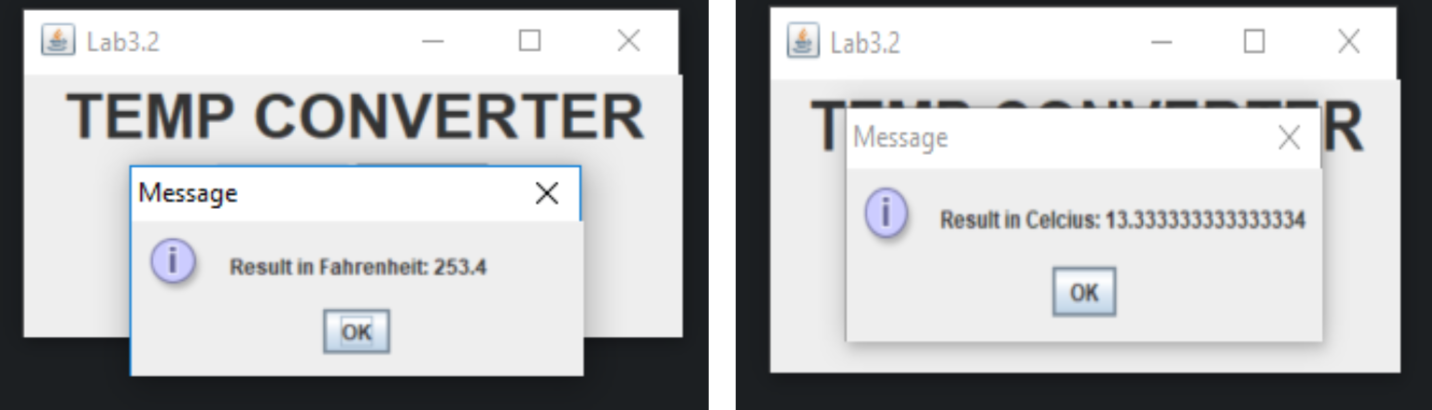 Lab3.2
TEMP CONVERTER
Message
i
Result in Fahrenheit: 253.4
OK
Lab3.2
TEMP CONVERTER
Message
i
Result in Celcius: 13.333333333333334
OK